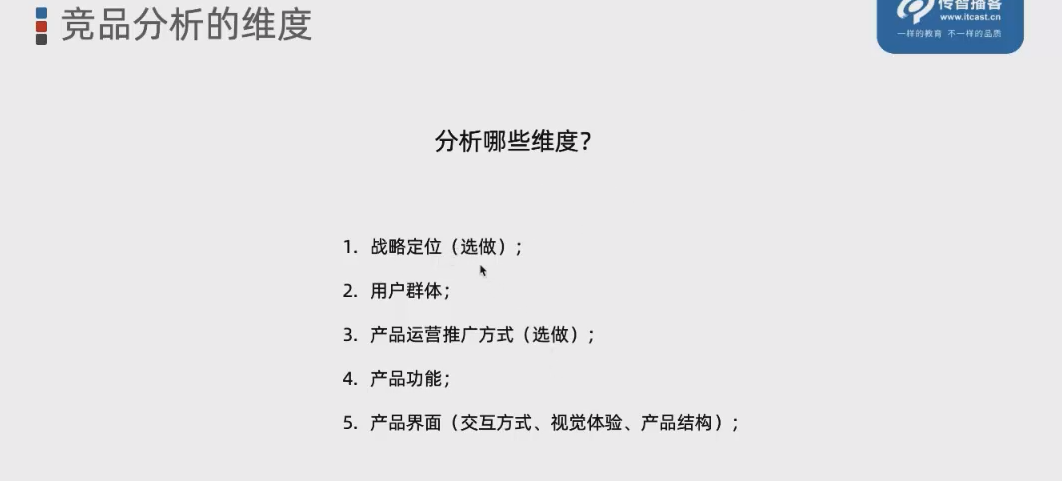 竞品分析的维度
传智播客
www.itcast.cn
一样的教育 不一样的品质
分析哪些维度？
1. 战略定位（选做）；
2. 用户群体；
3. 产品运营推广方式（选做）；
4. 产品功能；
5. 产品界面（交互方式、视觉体验、产品结构）；